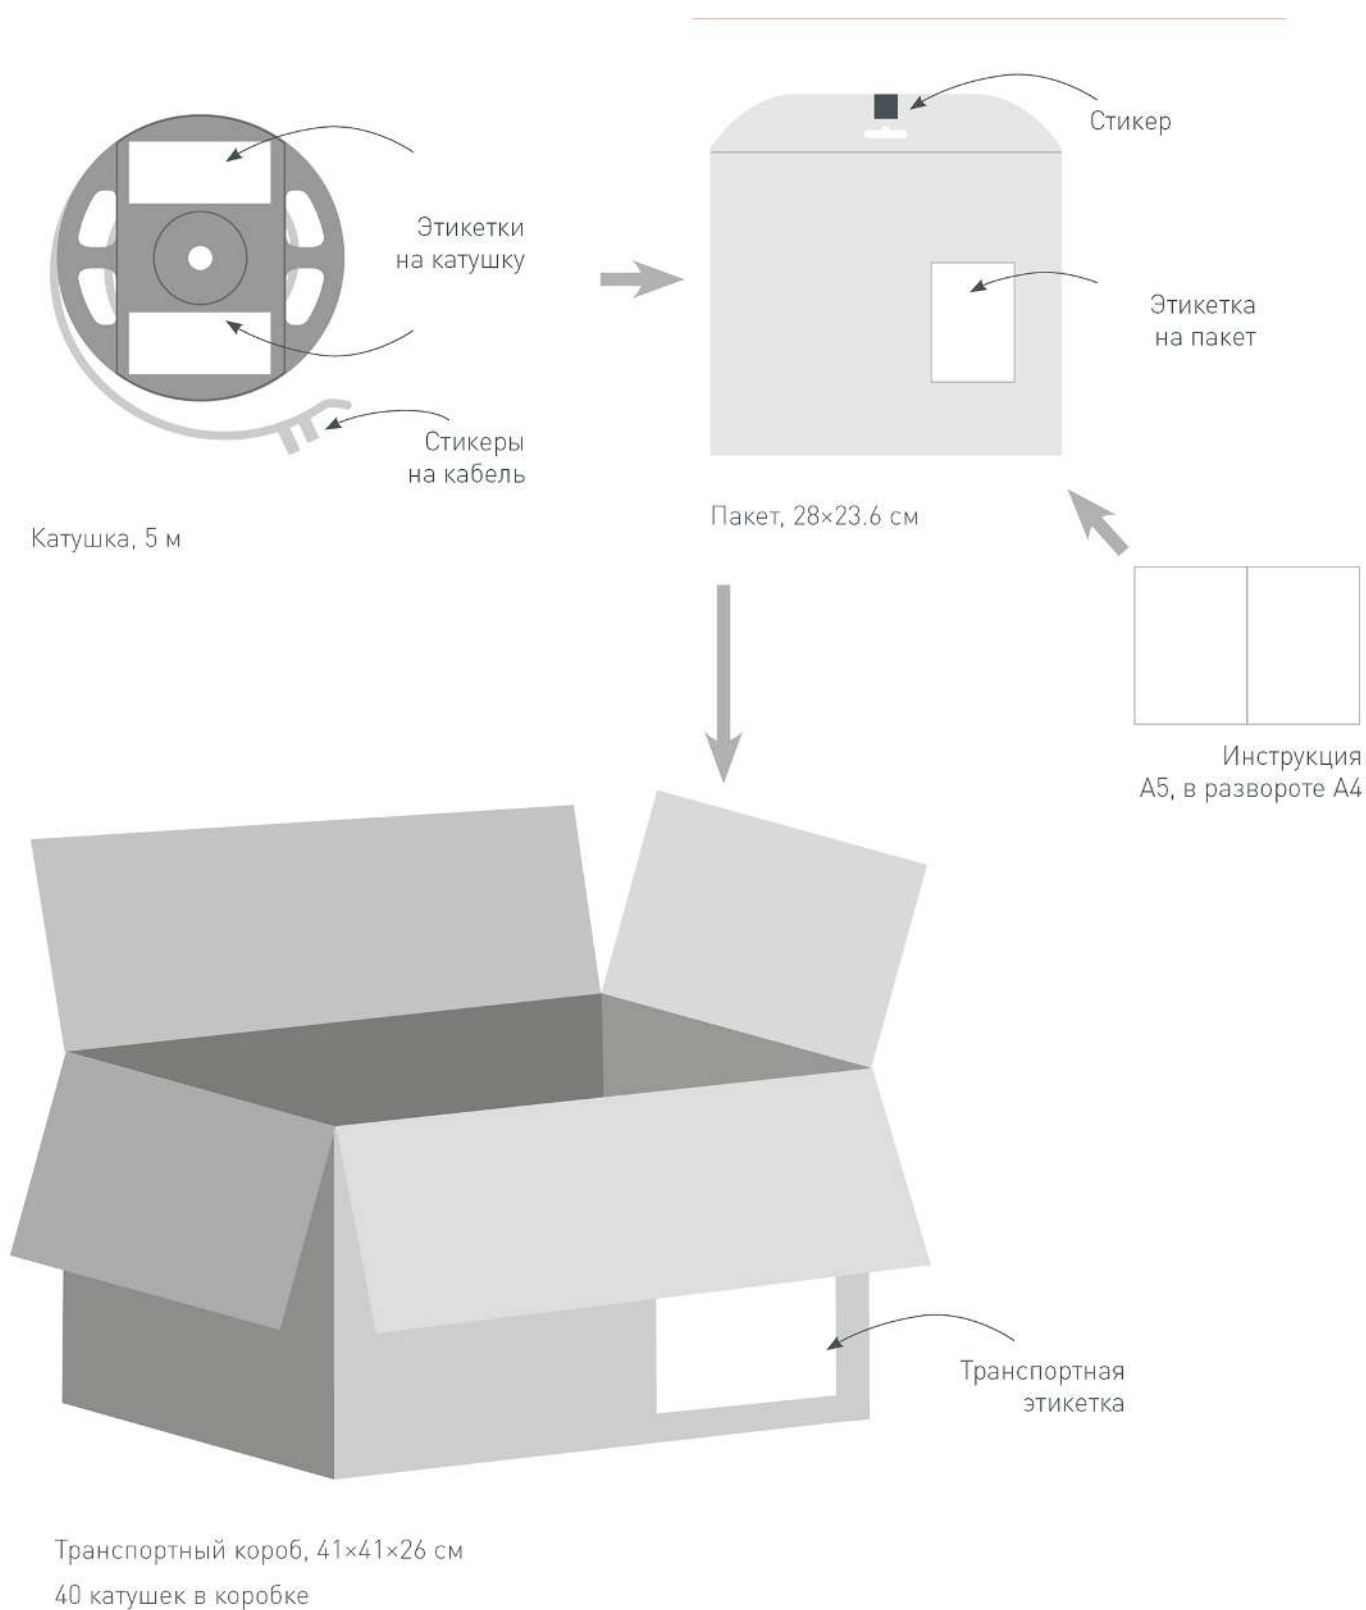 Стикер
Этикетки
на катушку
Этикетка
на пакет
Стикеры
на кабель
Катушка, 5 м
Пакет, 28×23.6 см
Инструкция
А5, в развороте А4
Транспортная
этикетка
Транспортный короб, 41×41×26 см
40 катушек в коробке